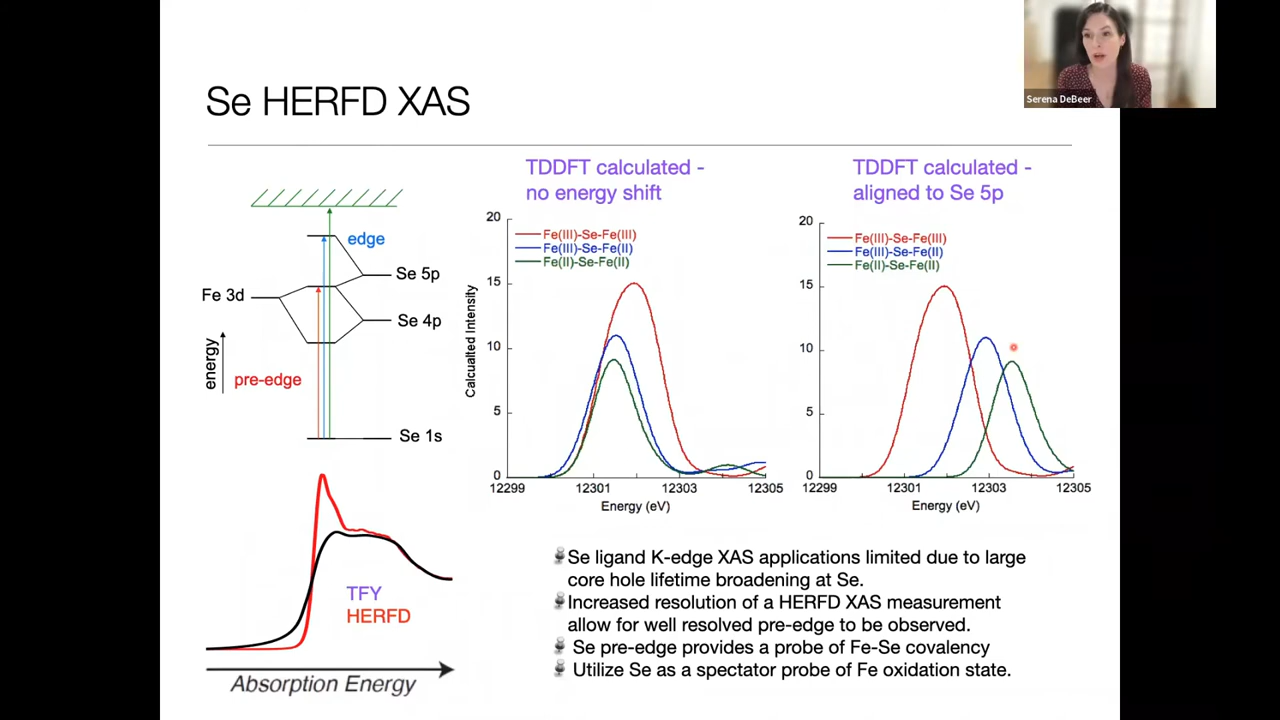 Serena DeBeer
Se HERFD XAS
TDDFT calculated -
no energy shift
TDDFT calculated -
aligned to Se 5p
edge
Se 5p
Fe 3d
Se 4p
energy
pre-edge
Se 1s
20
15
10
5
0
Calcualted Intensity
Fe(III)-Se-Fe(III)
Fe(III)-Se-Fe(II)
Fe(II)-Se-Fe(II)
12299
12301
12303
12305
Energy (eV)
20
15
10
5
0
Fe(III)-Se-Fe(III)
Fe(III)-Se-Fe(II)
Fe(II)-Se-Fe(II)
12299
12301
12303
12305
Energy (eV)
TFY
HERFD
Absorption Energy
Se ligand K-edge XAS applications limited due to large
core hole lifetime broadening at Se.
Increased resolution of a HERFD XAS measurement
allow for well resolved pre-edge to be observed.
Se pre-edge provides a probe of Fe-Se covalency
Utilize Se as a spectator probe of Fe oxidation state.